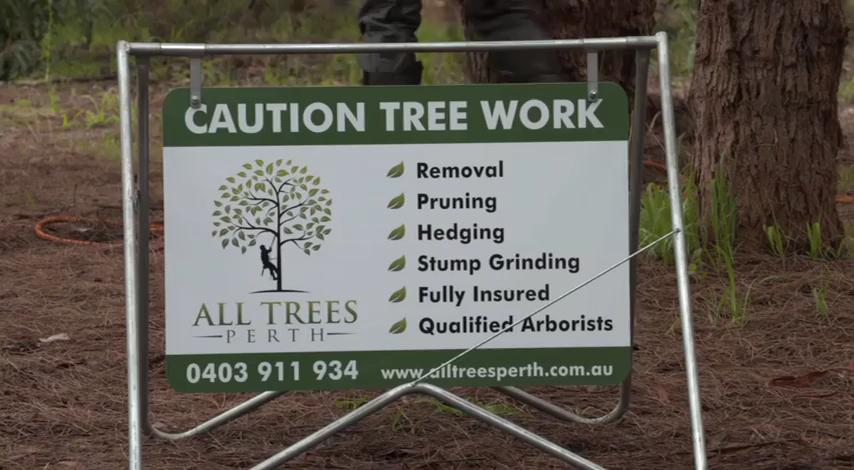 CAUTION TREE WORK
ALL TREES
PERTH
Removal
Pruning
Hedging
Stump Grinding
Fully Insured
Qualified Arborists
0403 911 934
www.alltreesperth.com.au